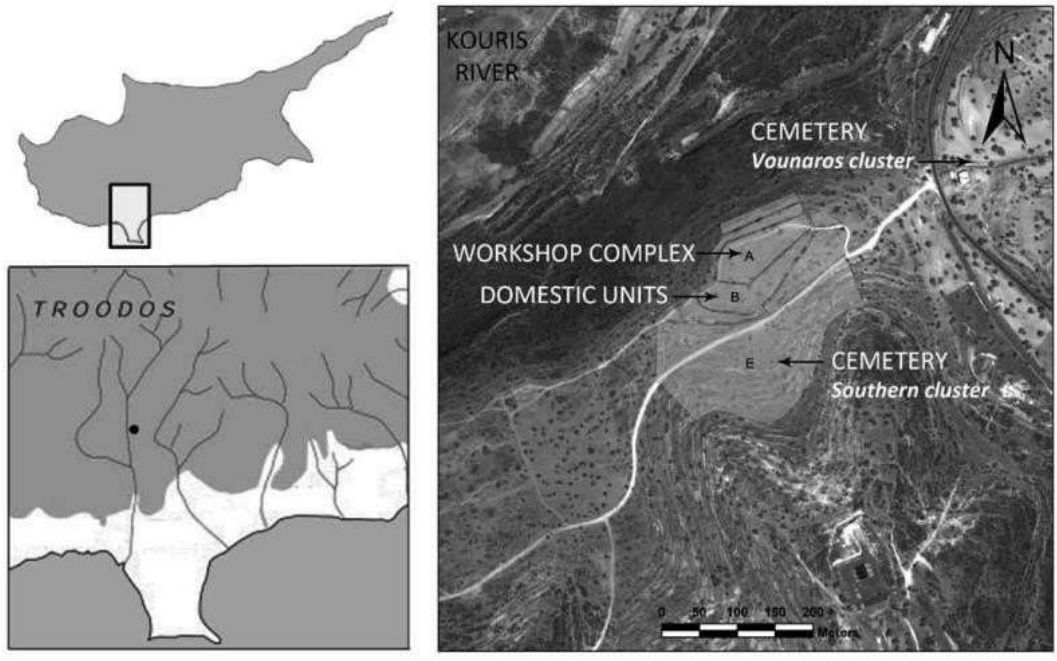 TROODOS
KOURIS
RIVER
N
CEMETERY
Vounaros cluster
WORKSHOP COMPLEX
A
DOMESTIC UNITS
B
E
CEMETERY
Southern cluster
0 50 100 150 200
Meters